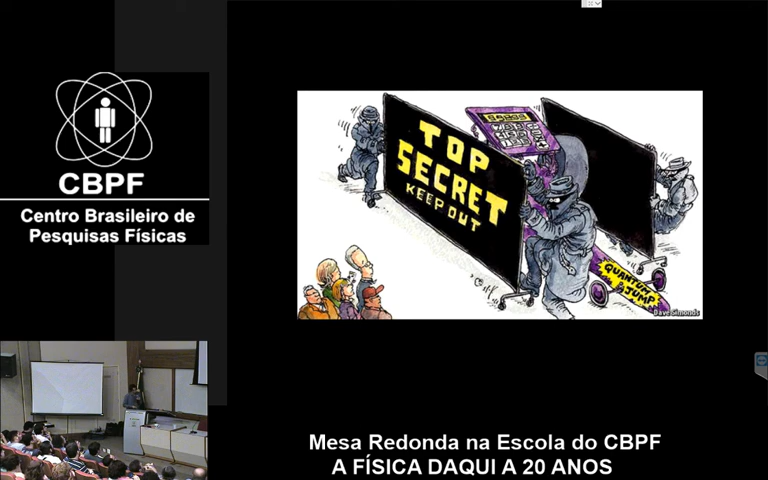 CBPF
Centro Brasileiro de
Pesquisas Físicas
TOP
SECRET
KEEP OUT
QUANTUM
JUMP
Dave Simonds
Mesa Redonda na Escola do CBPF
A FÍSICA DAQUI A 20 ANOS